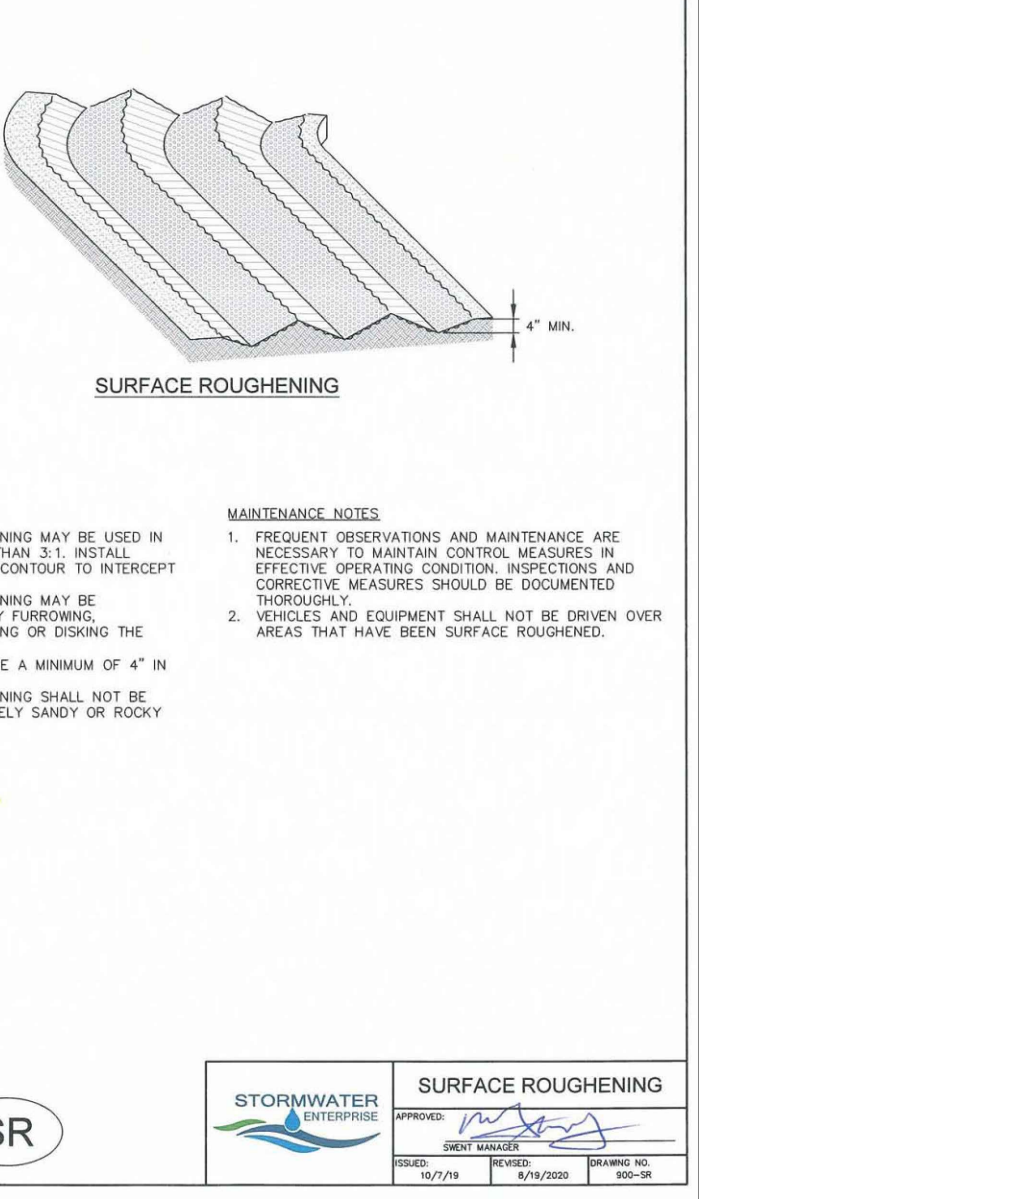 4" MIN.
SURFACE ROUGHENING
NING MAY BE USED IN
HAN 3:1. INSTALL
CONTOUR TO INTERCEPT
NING MAY BE
Y FURROWING,
NG OR DISKING THE
E A MINIMUM OF 4" IN
NING SHALL NOT BE
ELY SANDY OR ROCKY
MAINTENANCE NOTES
1. FREQUENT OBSERVATIONS AND MAINTENANCE ARE
NECESSARY TO MAINTAIN CONTROL MEASURES IN
EFFECTIVE OPERATING CONDITION. INSPECTIONS AND
CORRECTIVE MEASURES SHOULD BE DOCUMENTED
THOROUGHLY.
2. VEHICLES AND EQUIPMENT SHALL NOT BE DRIVEN OVER
AREAS THAT HAVE BEEN SURFACE ROUGHENED.
SR
STORMWATER
ENTERPRISE
SURFACE ROUGHENING
APPROVED:
SWENT MANAGER
ISSUED:
10/7/19
REVISED:
8/19/2020
DRAWING NO.
900-SR